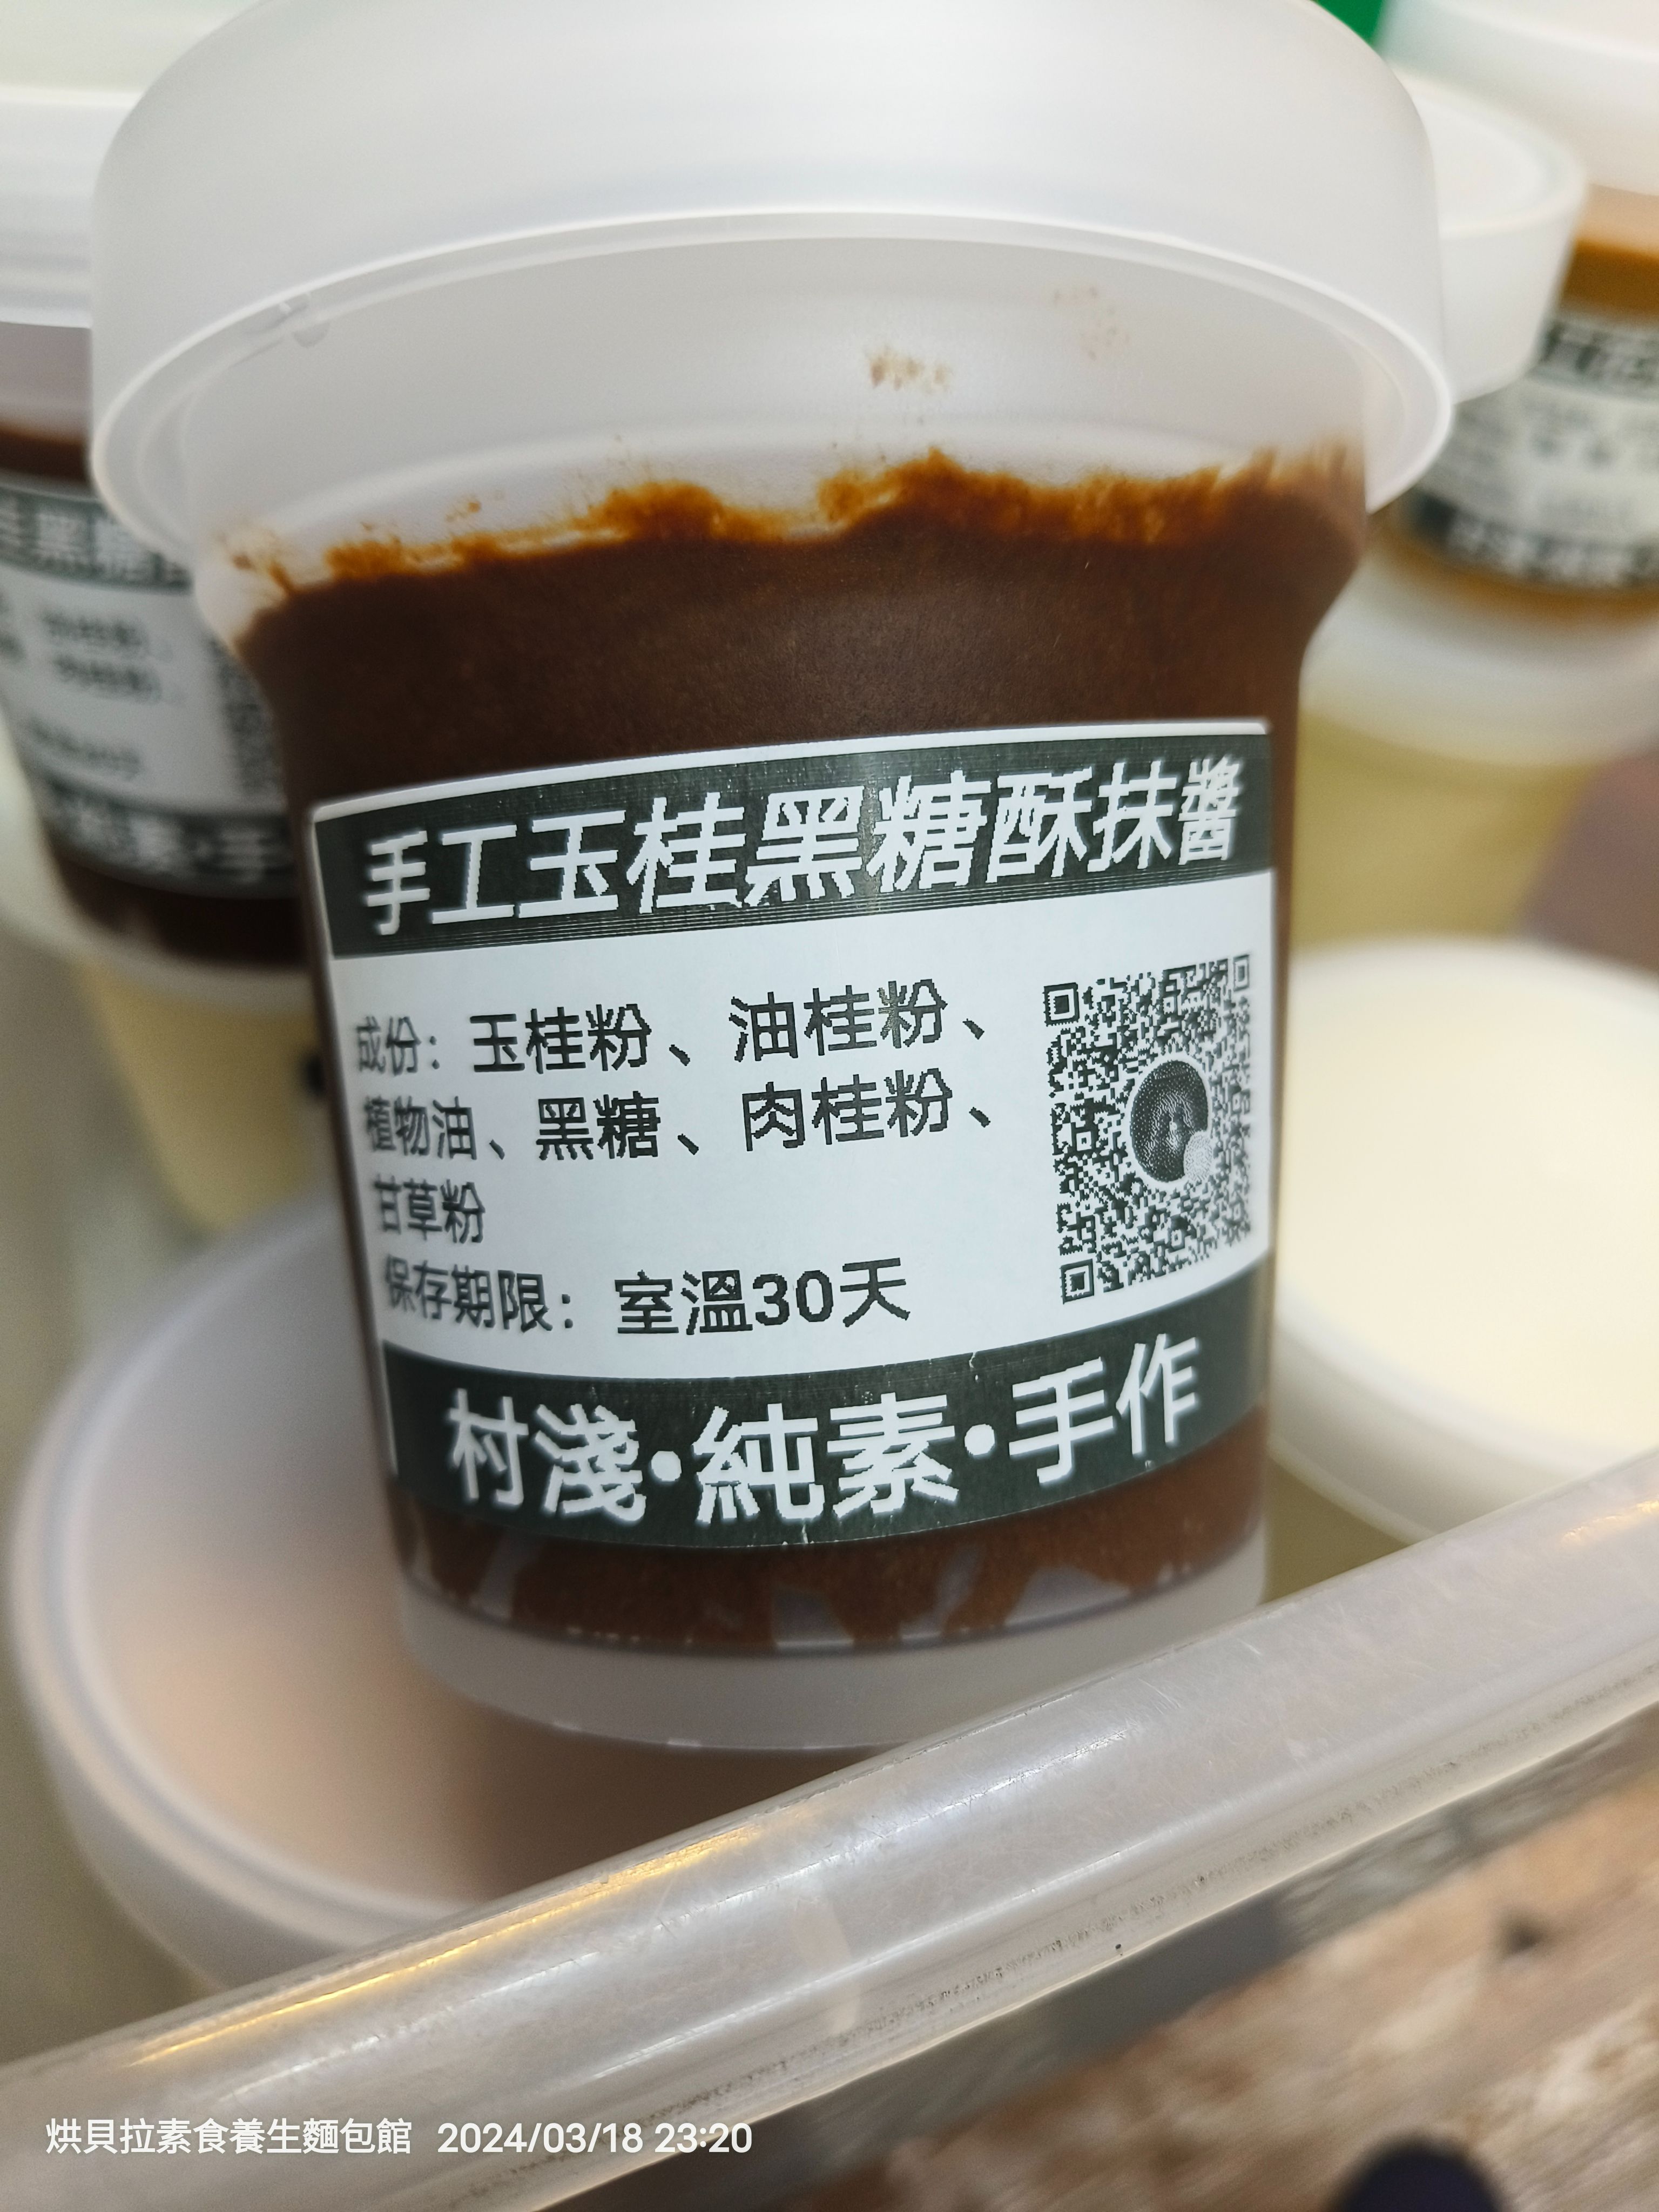 手工玉桂黑糖酥抹醬
成份：玉桂粉、油桂粉、
植物油、黑糖、肉桂粉、
甘草粉
保存期限：室溫30天
村淺·純素·手作
烘貝拉素食養生麵包館 2024/03/18 23:20